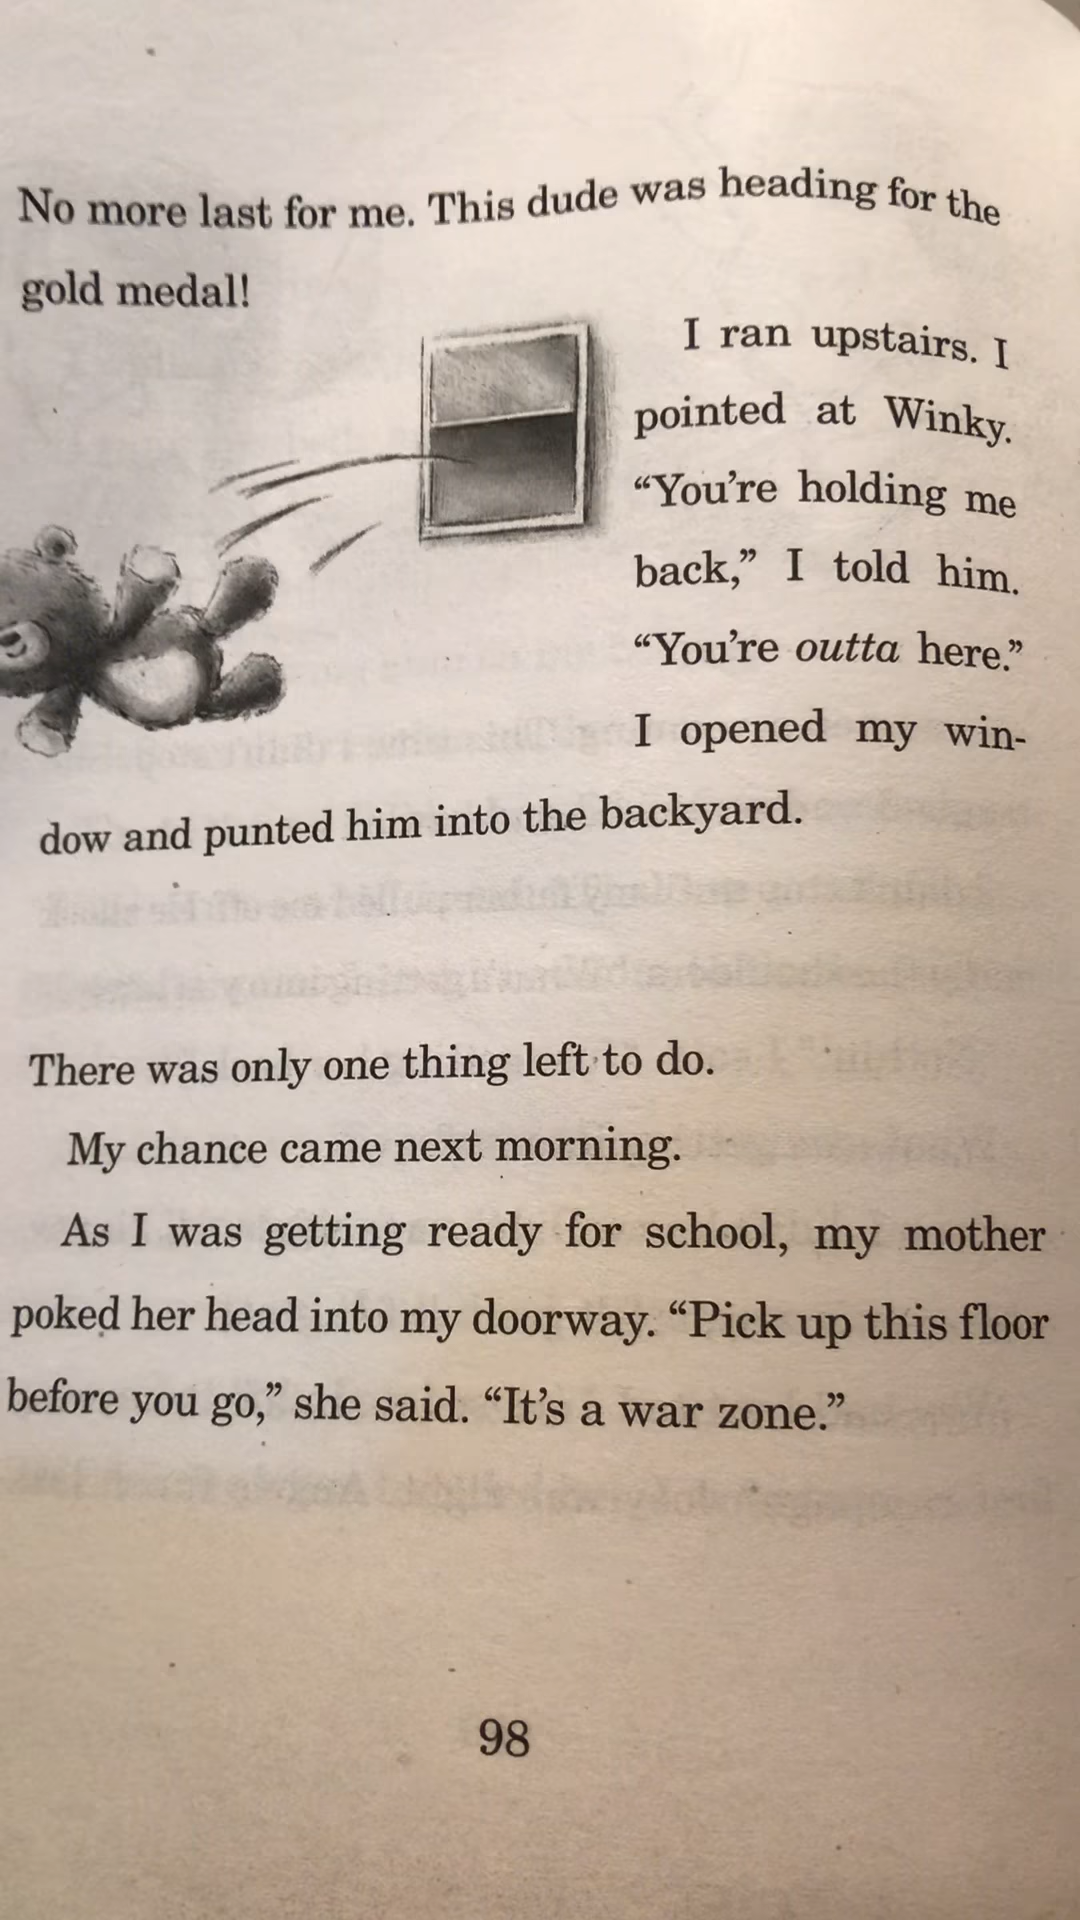 No more last for me. This dude was heading for the
gold medal!
I ran upstairs. I
pointed at Winky.
“You’re holding me
back,” I told him.
“You’re outta here.”
I opened my win-
dow and punted him into the backyard.
There was only one thing left to do.
My chance came next morning.
As I was getting ready for school, my mother
poked her head into my doorway. “Pick up this floor
before you go,” she said. “It’s a war zone.”
98